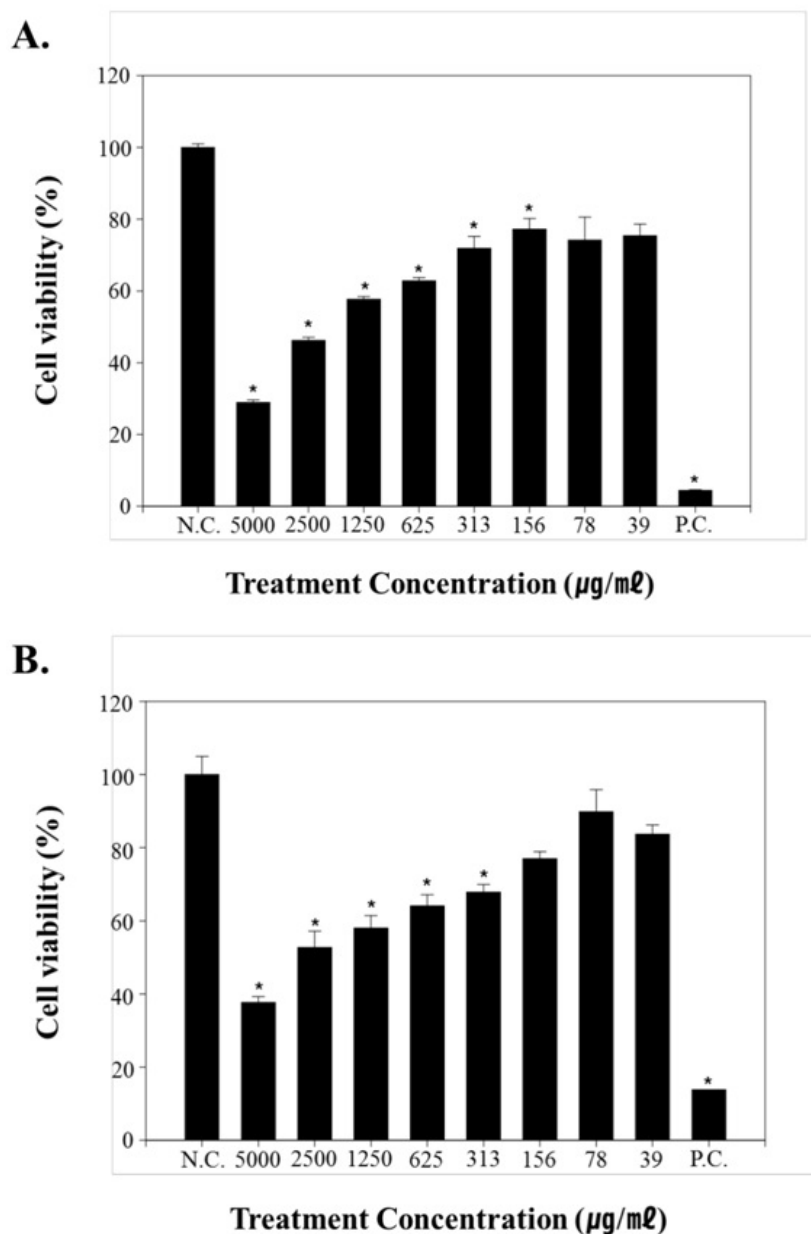 A.
120
100
80
60
40
20
0
Cell viability (%)
* * * * * * *
N.C. 5000 2500 1250 625 313 156 78 39 P.C.
Treatment Concentration (μg/mℓ)
B.
120
100
80
60
40
20
0
Cell viability (%)
* * * * * *
N.C. 5000 2500 1250 625 313 156 78 39 P.C.
Treatment Concentration (μg/mℓ)